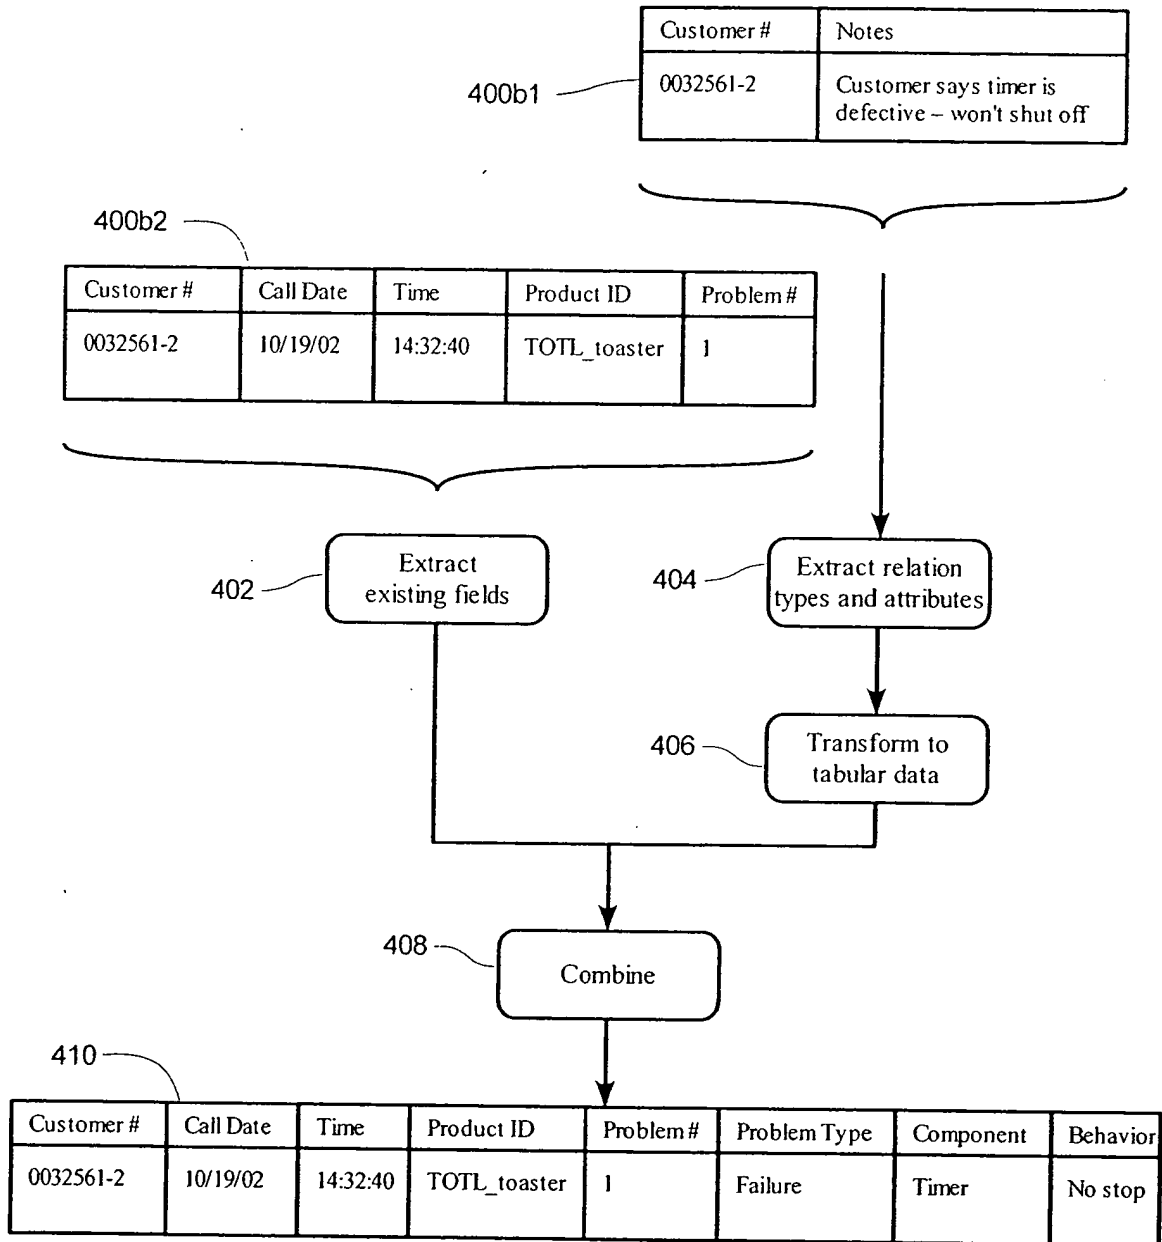 Customer # Notes
400b1
0032561-2 Customer says timer is
defective – won't shut off
400b2
Customer # Call Date Time Product ID Problem #
0032561-2 10/19/02 14:32:40 TOTL_toaster 1
402
Extract
existing fields
404
Extract relation
types and attributes
406
Transform to
tabular data
408
Combine
410
Customer # Call Date Time Product ID Problem # Problem Type Component Behavior
0032561-2 10/19/02 14:32:40 TOTL_toaster 1 Failure Timer No stop